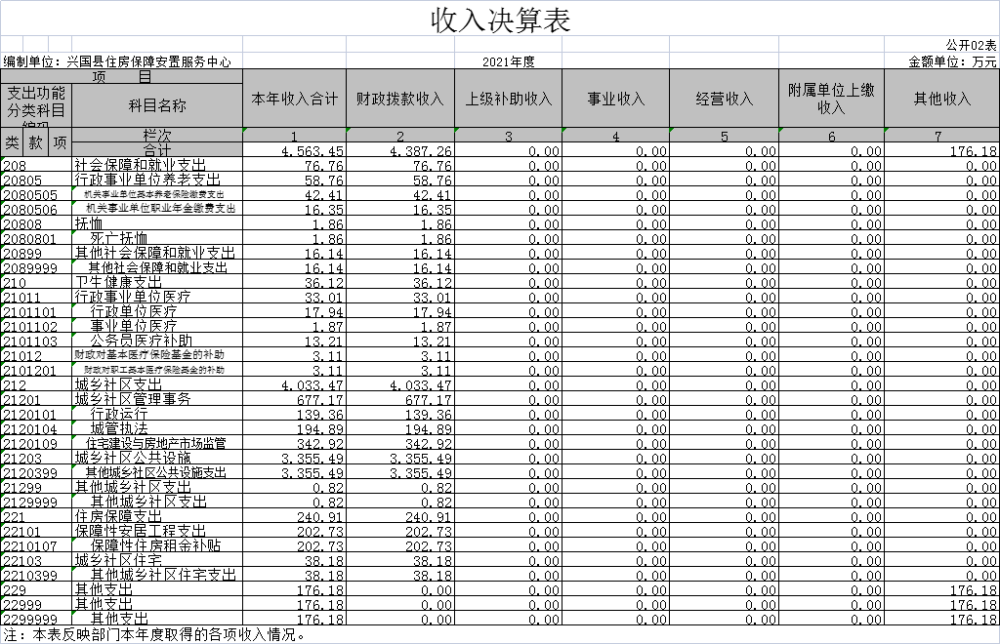 收入决算表
公开02表
编制单位：兴国县住房保障安置服务中心 2021年度 金额单位：万元
项 目 本年收入合计 财政拨款收入 上级补助收入 事业收入 经营收入 附属单位上缴收入 其他收入
支出功能分类科目编码 科目名称
类 款 项 栏次 1 2 3 4 5 6 7
合计 4,563.45 4,387.26 0.00 0.00 0.00 0.00 176.18
208 社会保障和就业支出 76.76 76.76 0.00 0.00 0.00 0.00 0.00
20805 行政事业单位养老支出 58.76 58.76 0.00 0.00 0.00 0.00 0.00
2080505 机关事业单位基本养老保险缴费支出 42.41 42.41 0.00 0.00 0.00 0.00 0.00
2080506 机关事业单位职业年金缴费支出 16.35 16.35 0.00 0.00 0.00 0.00 0.00
20808 抚恤 1.86 1.86 0.00 0.00 0.00 0.00 0.00
2080801 死亡抚恤 1.86 1.86 0.00 0.00 0.00 0.00 0.00
20899 其他社会保障和就业支出 16.14 16.14 0.00 0.00 0.00 0.00 0.00
2089999 其他社会保障和就业支出 16.14 16.14 0.00 0.00 0.00 0.00 0.00
210 卫生健康支出 36.12 36.12 0.00 0.00 0.00 0.00 0.00
21011 行政事业单位医疗 33.01 33.01 0.00 0.00 0.00 0.00 0.00
2101101 行政单位医疗 17.94 17.94 0.00 0.00 0.00 0.00 0.00
2101102 事业单位医疗 1.87 1.87 0.00 0.00 0.00 0.00 0.00
2101103 公务员医疗补助 13.21 13.21 0.00 0.00 0.00 0.00 0.00
21012 财政对基本医疗保险基金的补助 3.11 3.11 0.00 0.00 0.00 0.00 0.00
2101201 财政对职工基本医疗保险基金的补助 3.11 3.11 0.00 0.00 0.00 0.00 0.00
212 城乡社区支出 4,033.47 4,033.47 0.00 0.00 0.00 0.00 0.00
21201 城乡社区管理事务 677.17 677.17 0.00 0.00 0.00 0.00 0.00
2120101 行政运行 139.36 139.36 0.00 0.00 0.00 0.00 0.00
2120104 城管执法 194.89 194.89 0.00 0.00 0.00 0.00 0.00
2120109 住宅建设与房地产市场监管 342.92 342.92 0.00 0.00 0.00 0.00 0.00
21203 城乡社区公共设施 3,355.49 3,355.49 0.00 0.00 0.00 0.00 0.00
2120399 其他城乡社区公共设施支出 3,355.49 3,355.49 0.00 0.00 0.00 0.00 0.00
21299 其他城乡社区支出 0.82 0.82 0.00 0.00 0.00 0.00 0.00
2129999 其他城乡社区支出 0.82 0.82 0.00 0.00 0.00 0.00 0.00
221 住房保障支出 240.91 240.91 0.00 0.00 0.00 0.00 0.00
22101 保障性安居工程支出 202.73 202.73 0.00 0.00 0.00 0.00 0.00
2210107 保障性住房租金补贴 202.73 202.73 0.00 0.00 0.00 0.00 0.00
22103 城乡社区住宅 38.18 38.18 0.00 0.00 0.00 0.00 0.00
2210399 其他城乡社区住宅支出 38.18 38.18 0.00 0.00 0.00 0.00 0.00
229 其他支出 176.18 0.00 0.00 0.00 0.00 0.00 176.18
22999 其他支出 176.18 0.00 0.00 0.00 0.00 0.00 176.18
2299999 其他支出 176.18 0.00 0.00 0.00 0.00 0.00 176.18
注：本表反映部门本年度取得的各项收入情况。